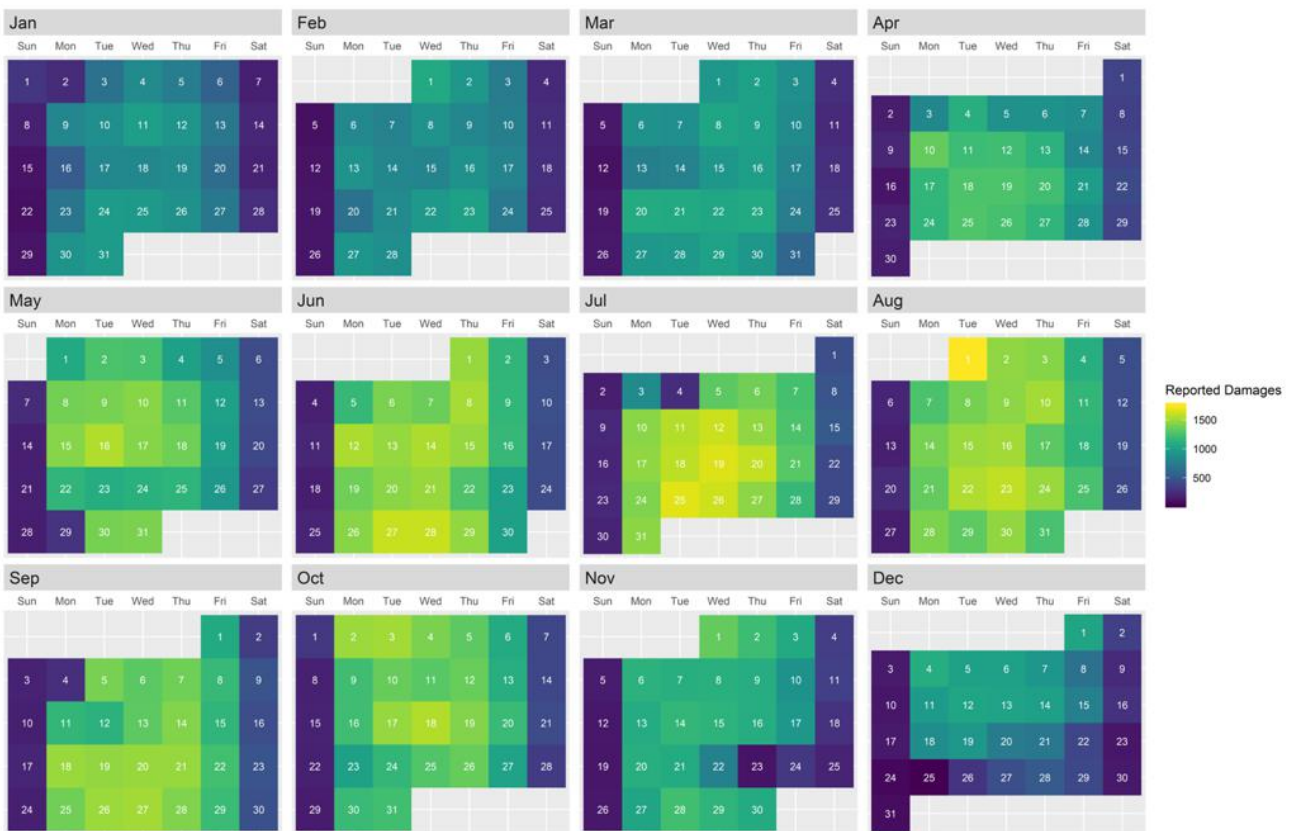 Jan Feb Mar Apr
Sun Mon Tue Wed Thu Fri Sat Sun Mon Tue Wed Thu Fri Sat Sun Mon Tue Wed Thu Fri Sat Sun Mon Tue Wed Thu Fri Sat
1 2 3 4 5 6 7 1 2 3 4 1 2 3 4 1
8 9 10 11 12 13 14 5 6 7 8 9 10 11 5 6 7 8 9 10 11 2 3 4 5 6 7 8
15 16 17 18 19 20 21 12 13 14 15 16 17 18 12 13 14 15 16 17 18 9 10 11 12 13 14 15
22 23 24 25 26 27 28 19 20 21 22 23 24 25 19 20 21 22 23 24 25 16 17 18 19 20 21 22
29 30 31 26 27 28 26 27 28 29 30 31 23 24 25 26 27 28 29
30
May Jun Jul Aug
Sun Mon Tue Wed Thu Fri Sat Sun Mon Tue Wed Thu Fri Sat Sun Mon Tue Wed Thu Fri Sat Sun Mon Tue Wed Thu Fri Sat
1 2 3 4 5 6 1 2 3 1 1 2 3 4 5
7 8 9 10 11 12 13 4 5 6 7 8 9 10 2 3 4 5 6 7 8 6 7 8 9 10 11 12
14 15 16 17 18 19 20 11 12 13 14 15 16 17 9 10 11 12 13 14 15 13 14 15 16 17 18 19
21 22 23 24 25 26 27 18 19 20 21 22 23 24 16 17 18 19 20 21 22 20 21 22 23 24 25 26
28 29 30 31 25 26 27 28 29 30 23 24 25 26 27 28 29 27 28 29 30 31
30 31
Reported Damages
1500
1000
500
Sep Oct Nov Dec
Sun Mon Tue Wed Thu Fri Sat Sun Mon Tue Wed Thu Fri Sat Sun Mon Tue Wed Thu Fri Sat Sun Mon Tue Wed Thu Fri Sat
1 2 1 2 3 4 5 6 7 1 2 3 4 1 2
3 4 5 6 7 8 9 8 9 10 11 12 13 14 5 6 7 8 9 10 11 3 4 5 6 7 8 9
10 11 12 13 14 15 16 15 16 17 18 19 20 21 12 13 14 15 16 17 18 10 11 12 13 14 15 16
17 18 19 20 21 22 23 22 23 24 25 26 27 28 19 20 21 22 23 24 25 17 18 19 20 21 22 23
24 25 26 27 28 29 30 29 30 31 26 27 28 29 30 24 25 26 27 28 29 30
31